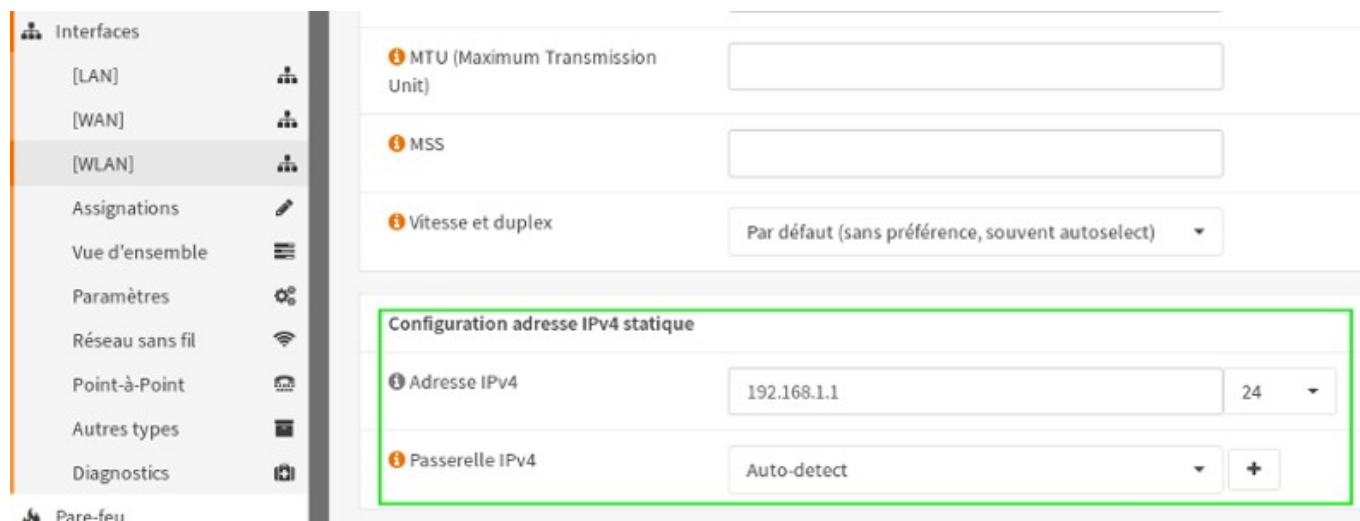 Interfaces
[LAN]
[WAN]
[WLAN]
Assignations
Vue d'ensemble
Paramètres
Réseau sans fil
Point-à-Point
Autres types
Diagnostics
Pare-feu
MTU (Maximum Transmission
Unit)
MSS
Vitesse et duplex
Par défaut (sans préférence, souvent autoselect)
Configuration adresse IPv4 statique
Adresse IPv4
192.168.1.1
24
Passerelle IPv4
Auto-detect